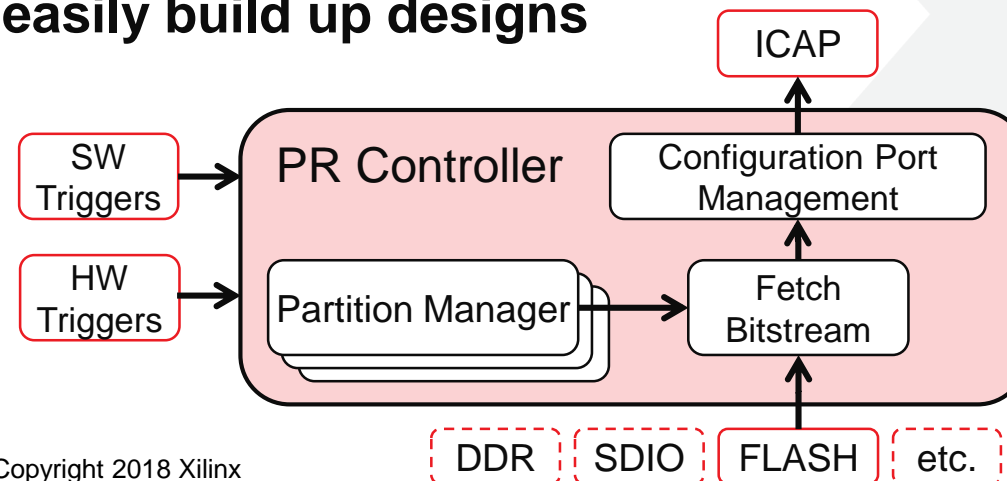 easily build up designs
ICAP
SW
Triggers
PR Controller
Configuration Port
Management
HW
Triggers
Partition Manager
Fetch
Bitstream
DDR
SDIO
FLASH
etc.
Copyright 2018 Xilinx